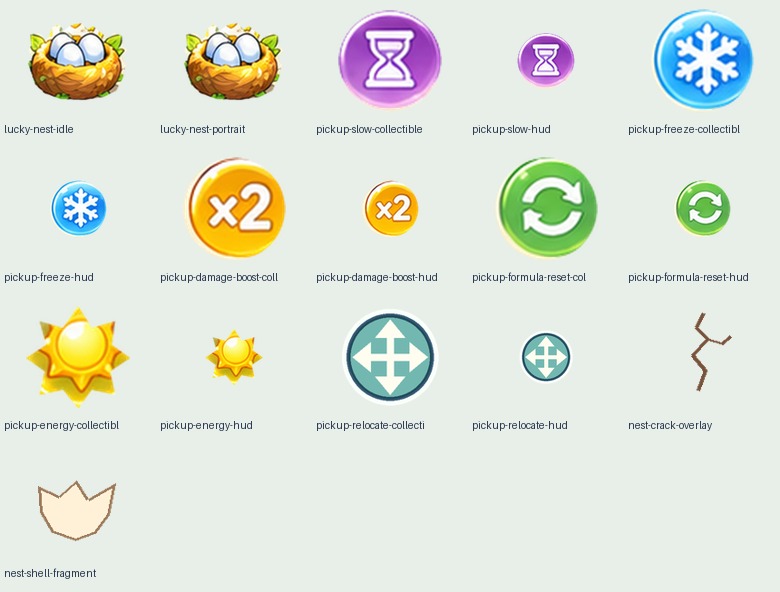 lucky-nest-idle
lucky-nest-portrait
pickup-slow-collectible
pickup-slow-hud
pickup-freeze-collectibl
x2
x2
pickup-freeze-hud
pickup-damage-boost-coll
pickup-damage-boost-hud
pickup-formula-reset-col
pickup-formula-reset-hud
pickup-energy-collectibl
pickup-energy-hud
pickup-relocate-collecti
pickup-relocate-hud
nest-crack-overlay
nest-shell-fragment